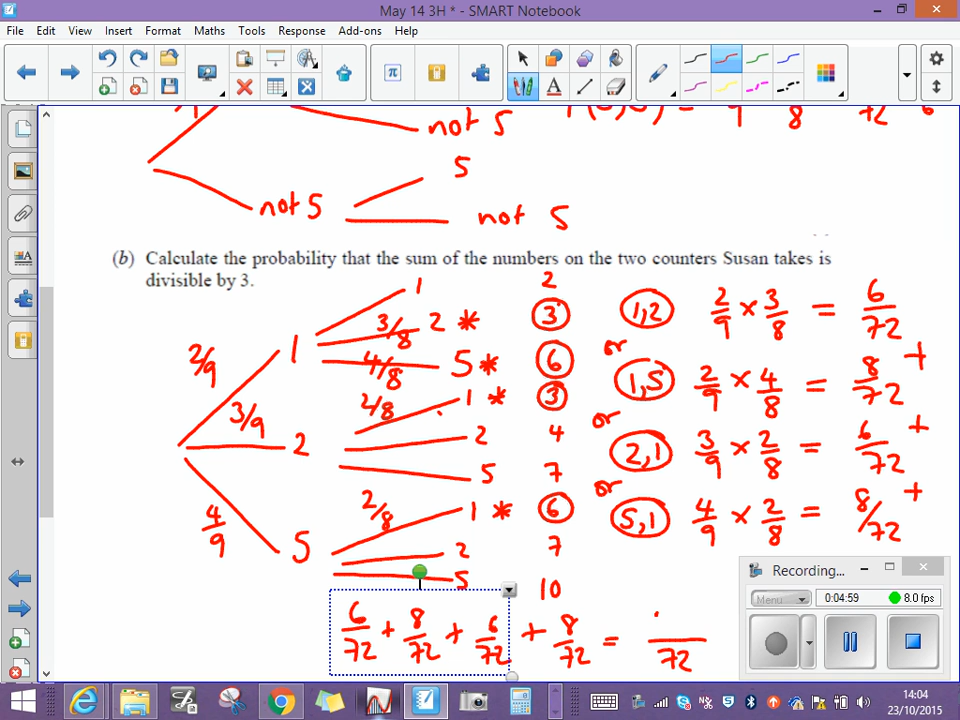 May 14 3H * - SMART Notebook
File Edit View Insert Format Maths Tools Response Add-ons Help
not 5
5
not 5
not 5
(b) Calculate the probability that the sum of the numbers on the two counters Susan takes is
divisible by 3.
1 2
2/9 1 3/8 2 * 3 1,2 2/9 × 3/8 = 6/72
or
4/8 5 * 6 1,5 2/9 × 4/8 = 8/72 +
or
3/9 2 2/8 1 * 3
2 4 2,1 3/9 × 2/8 = 6/72 +
or
5 7
4/9 5 2/8 1 * 6 5,1 4/9 × 2/8 = 8/72 +
2 7
5 10
6/72 + 8/72 + 6/72 + 8/72 = /72
Recording...
Menu 0:04:59 8.0 fps
14:04
23/10/2015